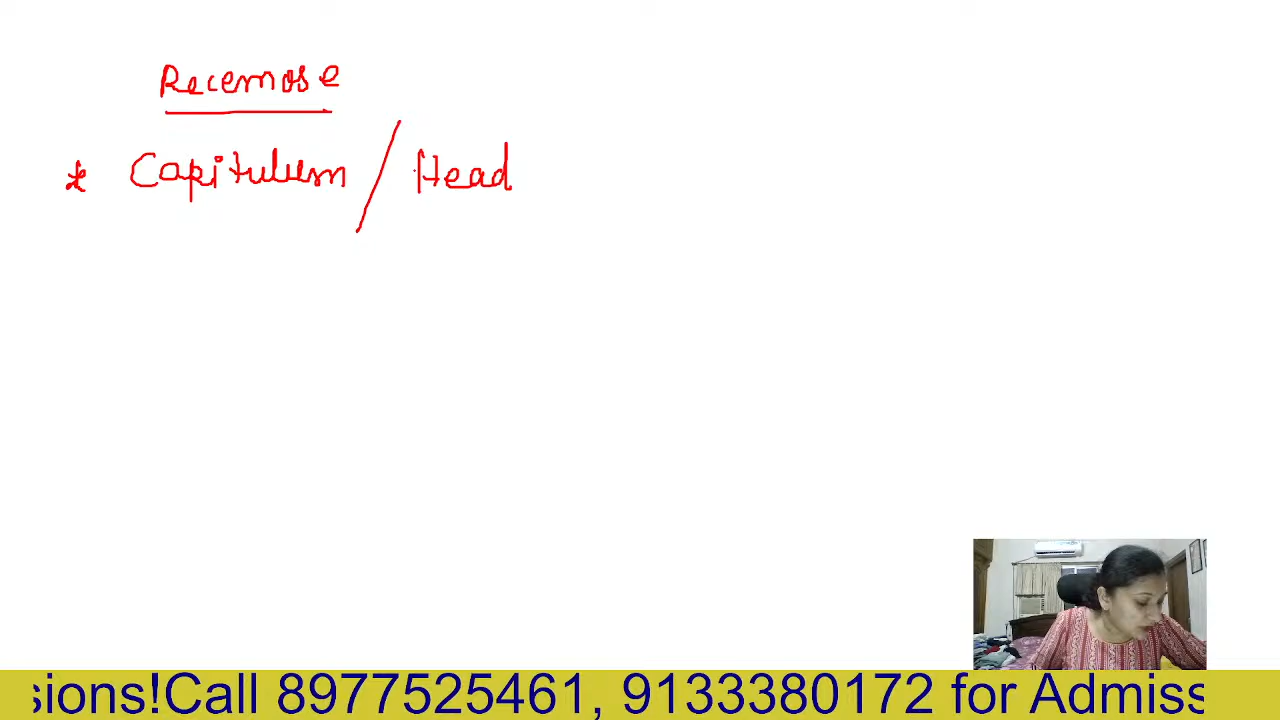 Recemose
* Capitulum / Head
sions!Call 8977525461, 9133380172 for Admiss